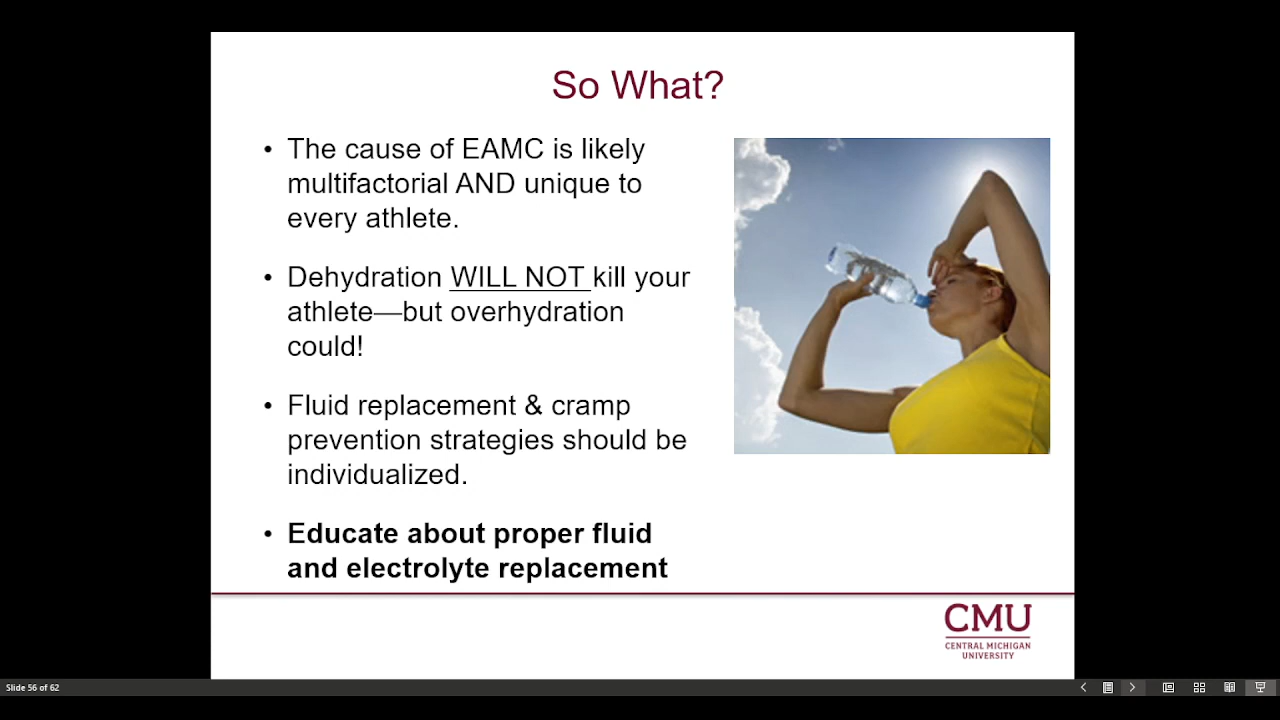 So What?
• The cause of EAMC is likely
multifactorial AND unique to
every athlete.
• Dehydration WILL NOT kill your
athlete—but overhydration
could!
• Fluid replacement & cramp
prevention strategies should be
individualized.
• Educate about proper fluid
and electrolyte replacement
CMU
CENTRAL MICHIGAN
UNIVERSITY
Slide 56 of 62